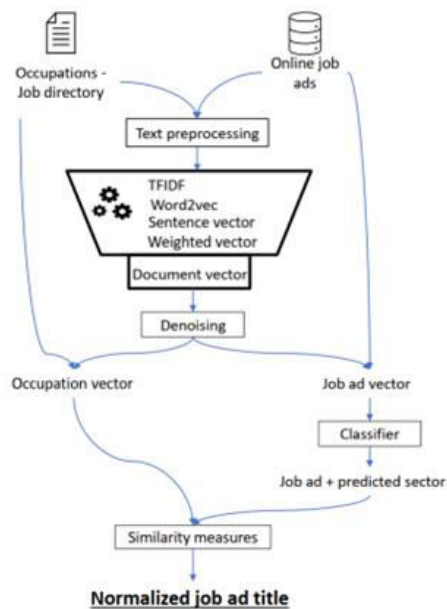 Occupations -
Job directory
Online job
ads
Text preprocessing
TFIDF
Word2vec
Sentence vector
Weighted vector
Document vector
Denoising
Occupation vector
Job ad vector
Classifier
Job ad + predicted sector
Similarity measures
Normalized job ad title